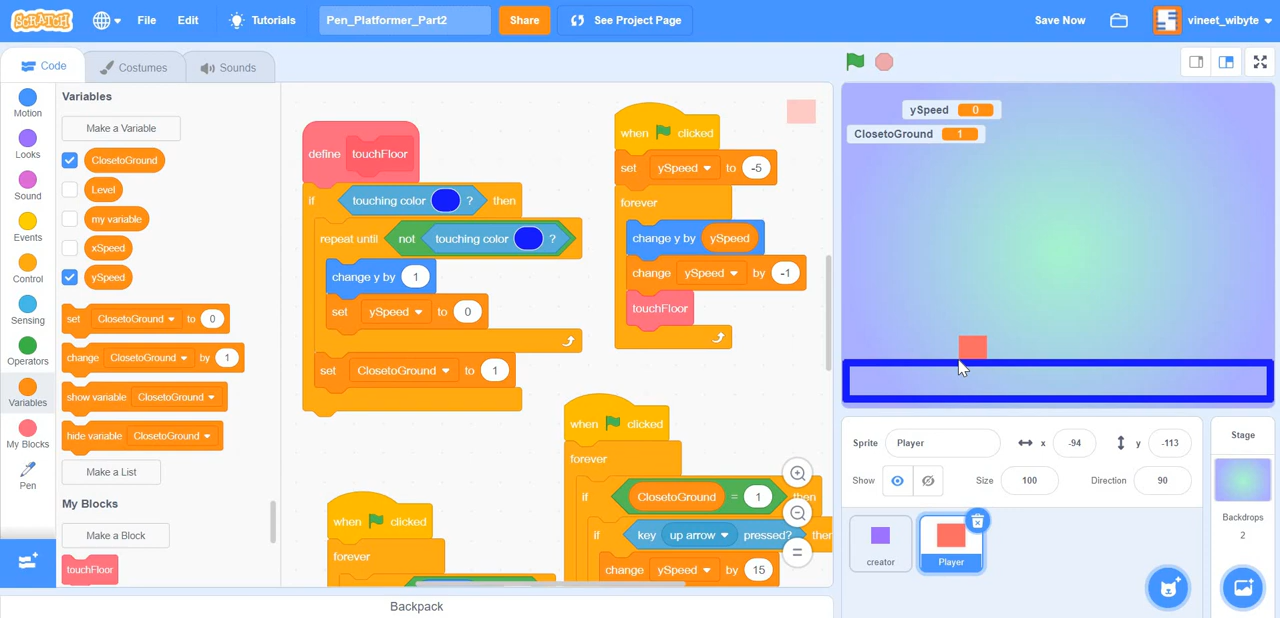 SCRATCH File Edit Tutorials Pen_Platformer_Part2 Share See Project Page Save Now vineet_wibyte
Code Costumes Sounds
Motion
Looks
Sound
Events
Control
Sensing
Operators
Variables
My Blocks
Pen
Variables
Make a Variable
ClosetoGround
Level
my variable
xSpeed
ySpeed
set ClosetoGround to 0
change ClosetoGround by 1
show variable ClosetoGround
hide variable ClosetoGround
Make a List
My Blocks
Make a Block
touchFloor
define touchFloor
if touching color ? then
repeat until not touching color ?
change y by 1
set ySpeed to 0
set ClosetoGround to 1
when clicked
set ySpeed to -5
forever
change y by ySpeed
change ySpeed by -1
touchFloor
when clicked
forever
if ClosetoGround = 1 then
if key up arrow pressed? then
change ySpeed by 15
when clicked
forever
Backpack
ySpeed 0
ClosetoGround 1
Sprite Player x -94 y -113
Show Size 100 Direction 90
creator
Player
Stage
Backdrops
2